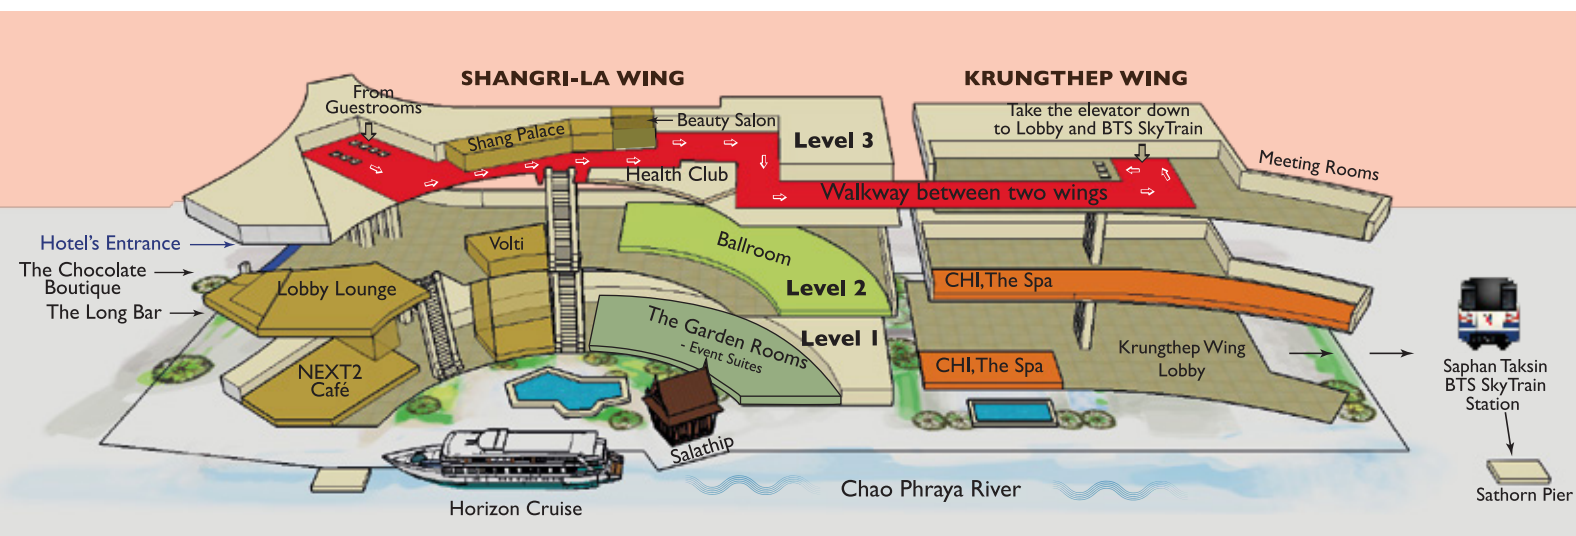 SHANGRI-LA WING
KRUNGTHEP WING
From
Guestrooms
Shang Palace
Beauty Salon
Level 3
Take the elevator down
to Lobby and BTS SkyTrain
Meeting Rooms
Health Club
Walkway between two wings
Hotel's Entrance
The Chocolate
Boutique
The Long Bar
Lobby Lounge
Volti
Ballroom
Level 2
CHI, The Spa
The Garden Rooms
- Event Suites
Level 1
NEXT2
Café
CHI, The Spa
Krungthep Wing
Lobby
Saphan Taksin
BTS SkyTrain
Station
Salathip
Horizon Cruise
Chao Phraya River
Sathorn Pier